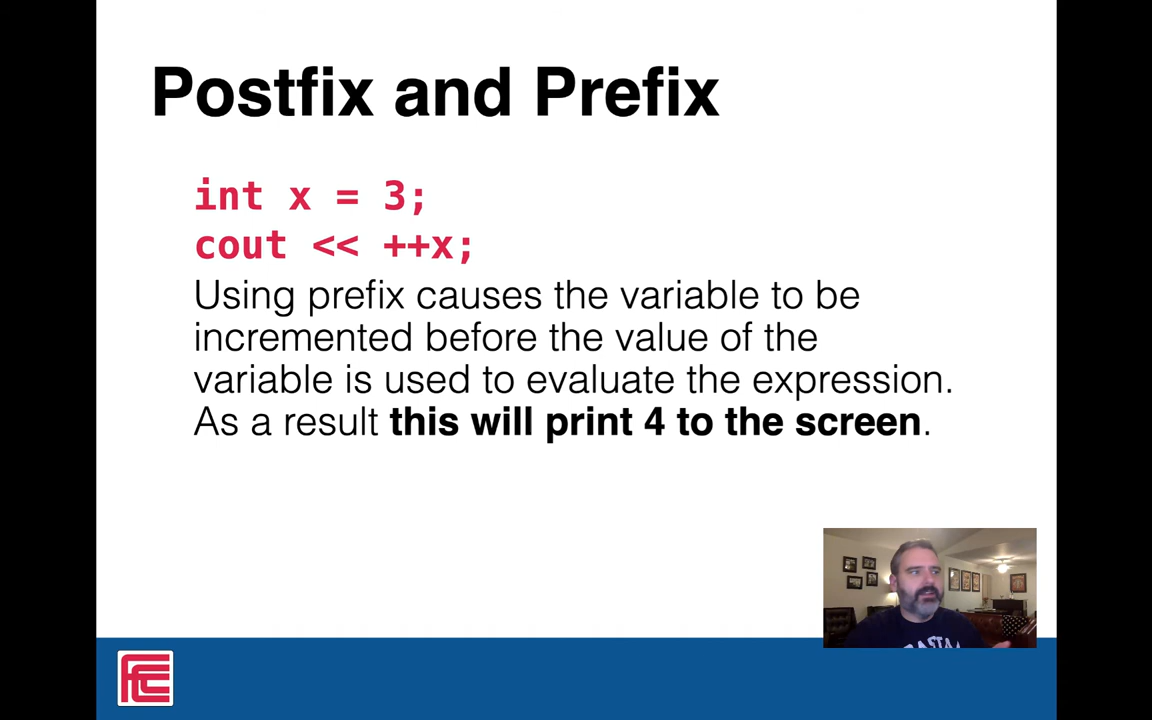 Postfix and Prefix
int x = 3;
cout << ++x;
Using prefix causes the variable to be
incremented before the value of the
variable is used to evaluate the expression.
As a result this will print 4 to the screen.
FCC